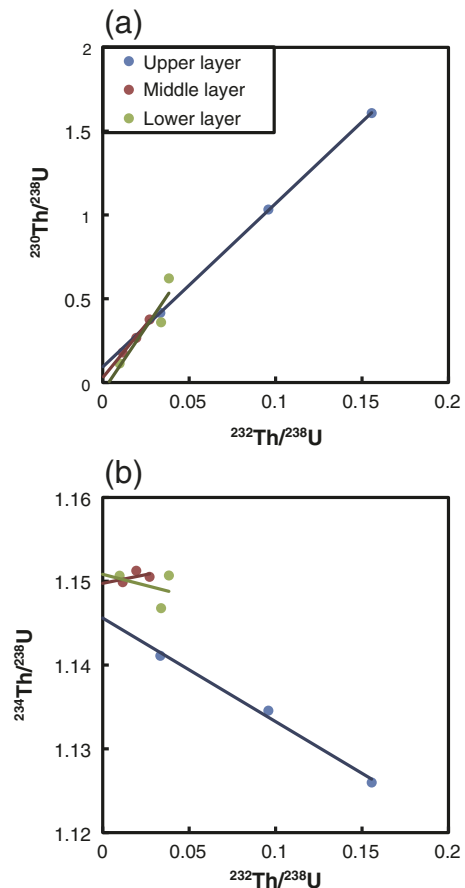 (a)
2
Upper layer
Middle layer
Lower layer
1.5
1
0.5
0
²³⁰Th/²³⁸U
0 0.05 0.1 0.15 0.2
²³²Th/²³⁸U
(b)
1.16
1.15
1.14
1.13
1.12
²³⁴Th/²³⁸U
0 0.05 0.1 0.15 0.2
²³²Th/²³⁸U